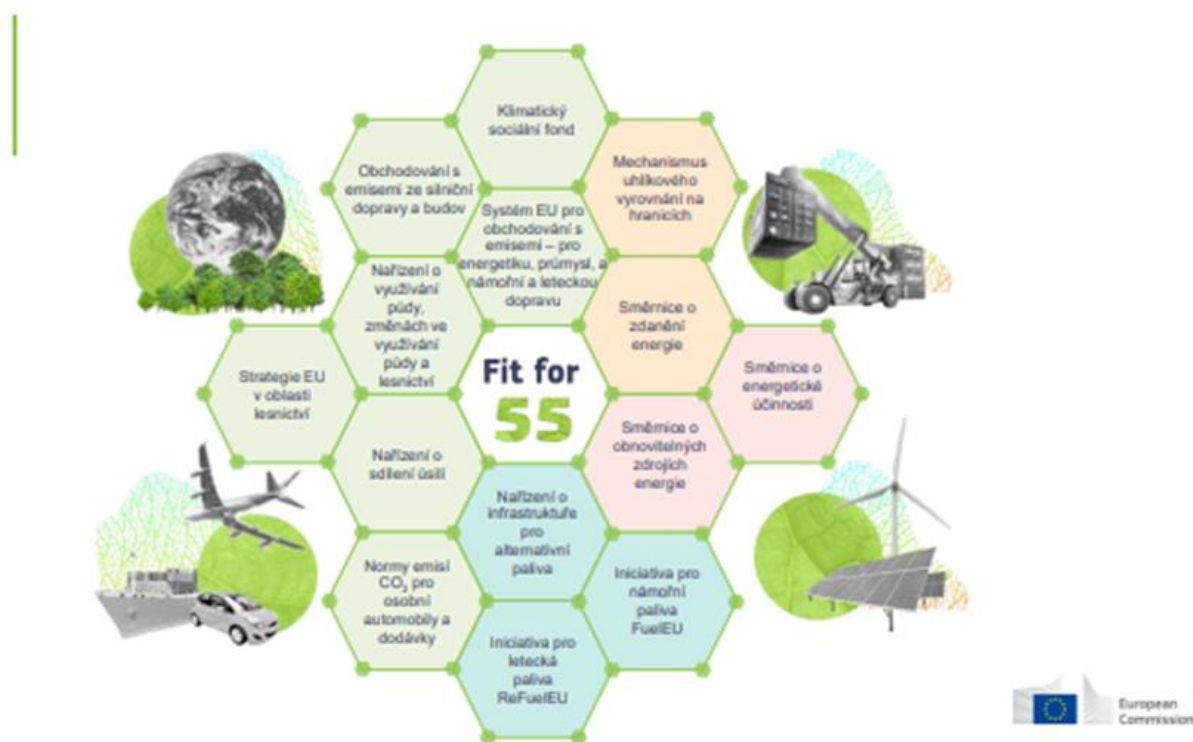 Klimatický
sociální fond
Obchodování s
emisemi ze silniční
dopravy a budov
Mechanismus
uhlíkového
vyrovnání na
hranicích
Systém EU pro
obchodování s
emisemi – pro
energetiku, průmysl, a
námořní a leteckou
dopravu
Nařízení o
využívání
půdy,
změnách ve
využívání
půdy a
lesnictví
Směrnice o
zdanění
energie
Strategie EU
v oblasti
lesnictví
Fit for
55
Směrnice o
energetické
účinnosti
Nařízení o
sdílení úsilí
Směrnice o
obnovitelných
zdrojích
energie
Nařízení o
infrastruktuře
pro
alternativní
paliva
Normy emisí
CO₂ pro
osobní
automobily a
dodávky
Iniciativa pro
námořní
paliva
FuelEU
Iniciativa pro
letecká
paliva
ReFuelEU
European
Commission